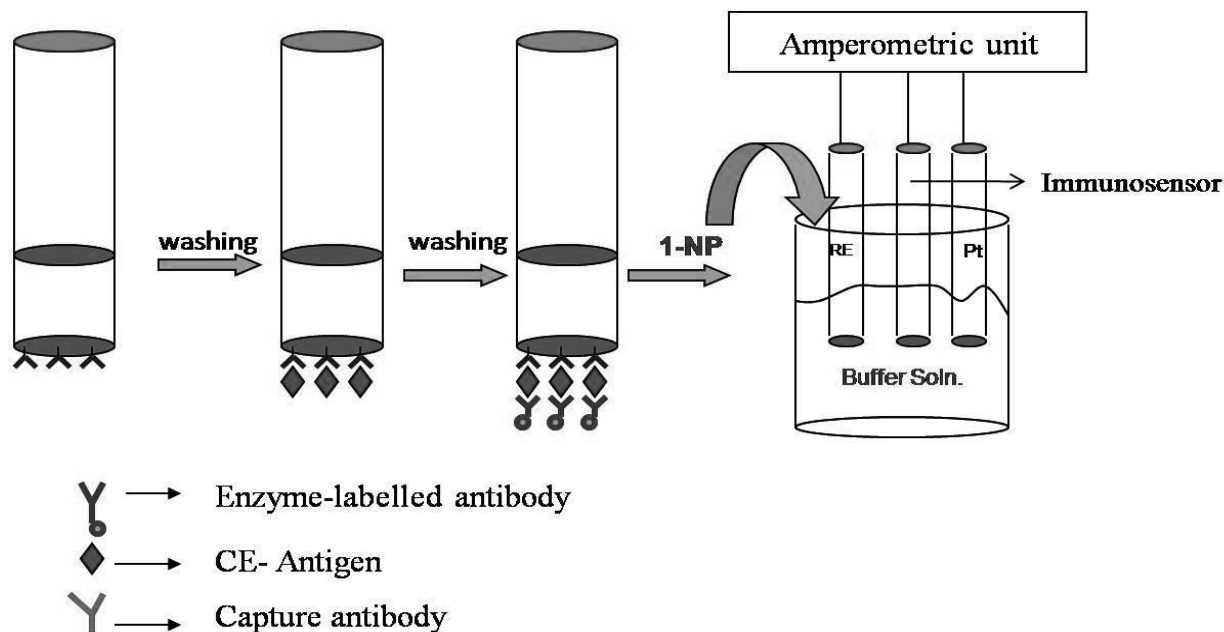 Amperometric unit
Immunosensor
washing
washing
1-NP
RE
Pt
Buffer Soln.
Enzyme-labelled antibody
CE- Antigen
Capture antibody